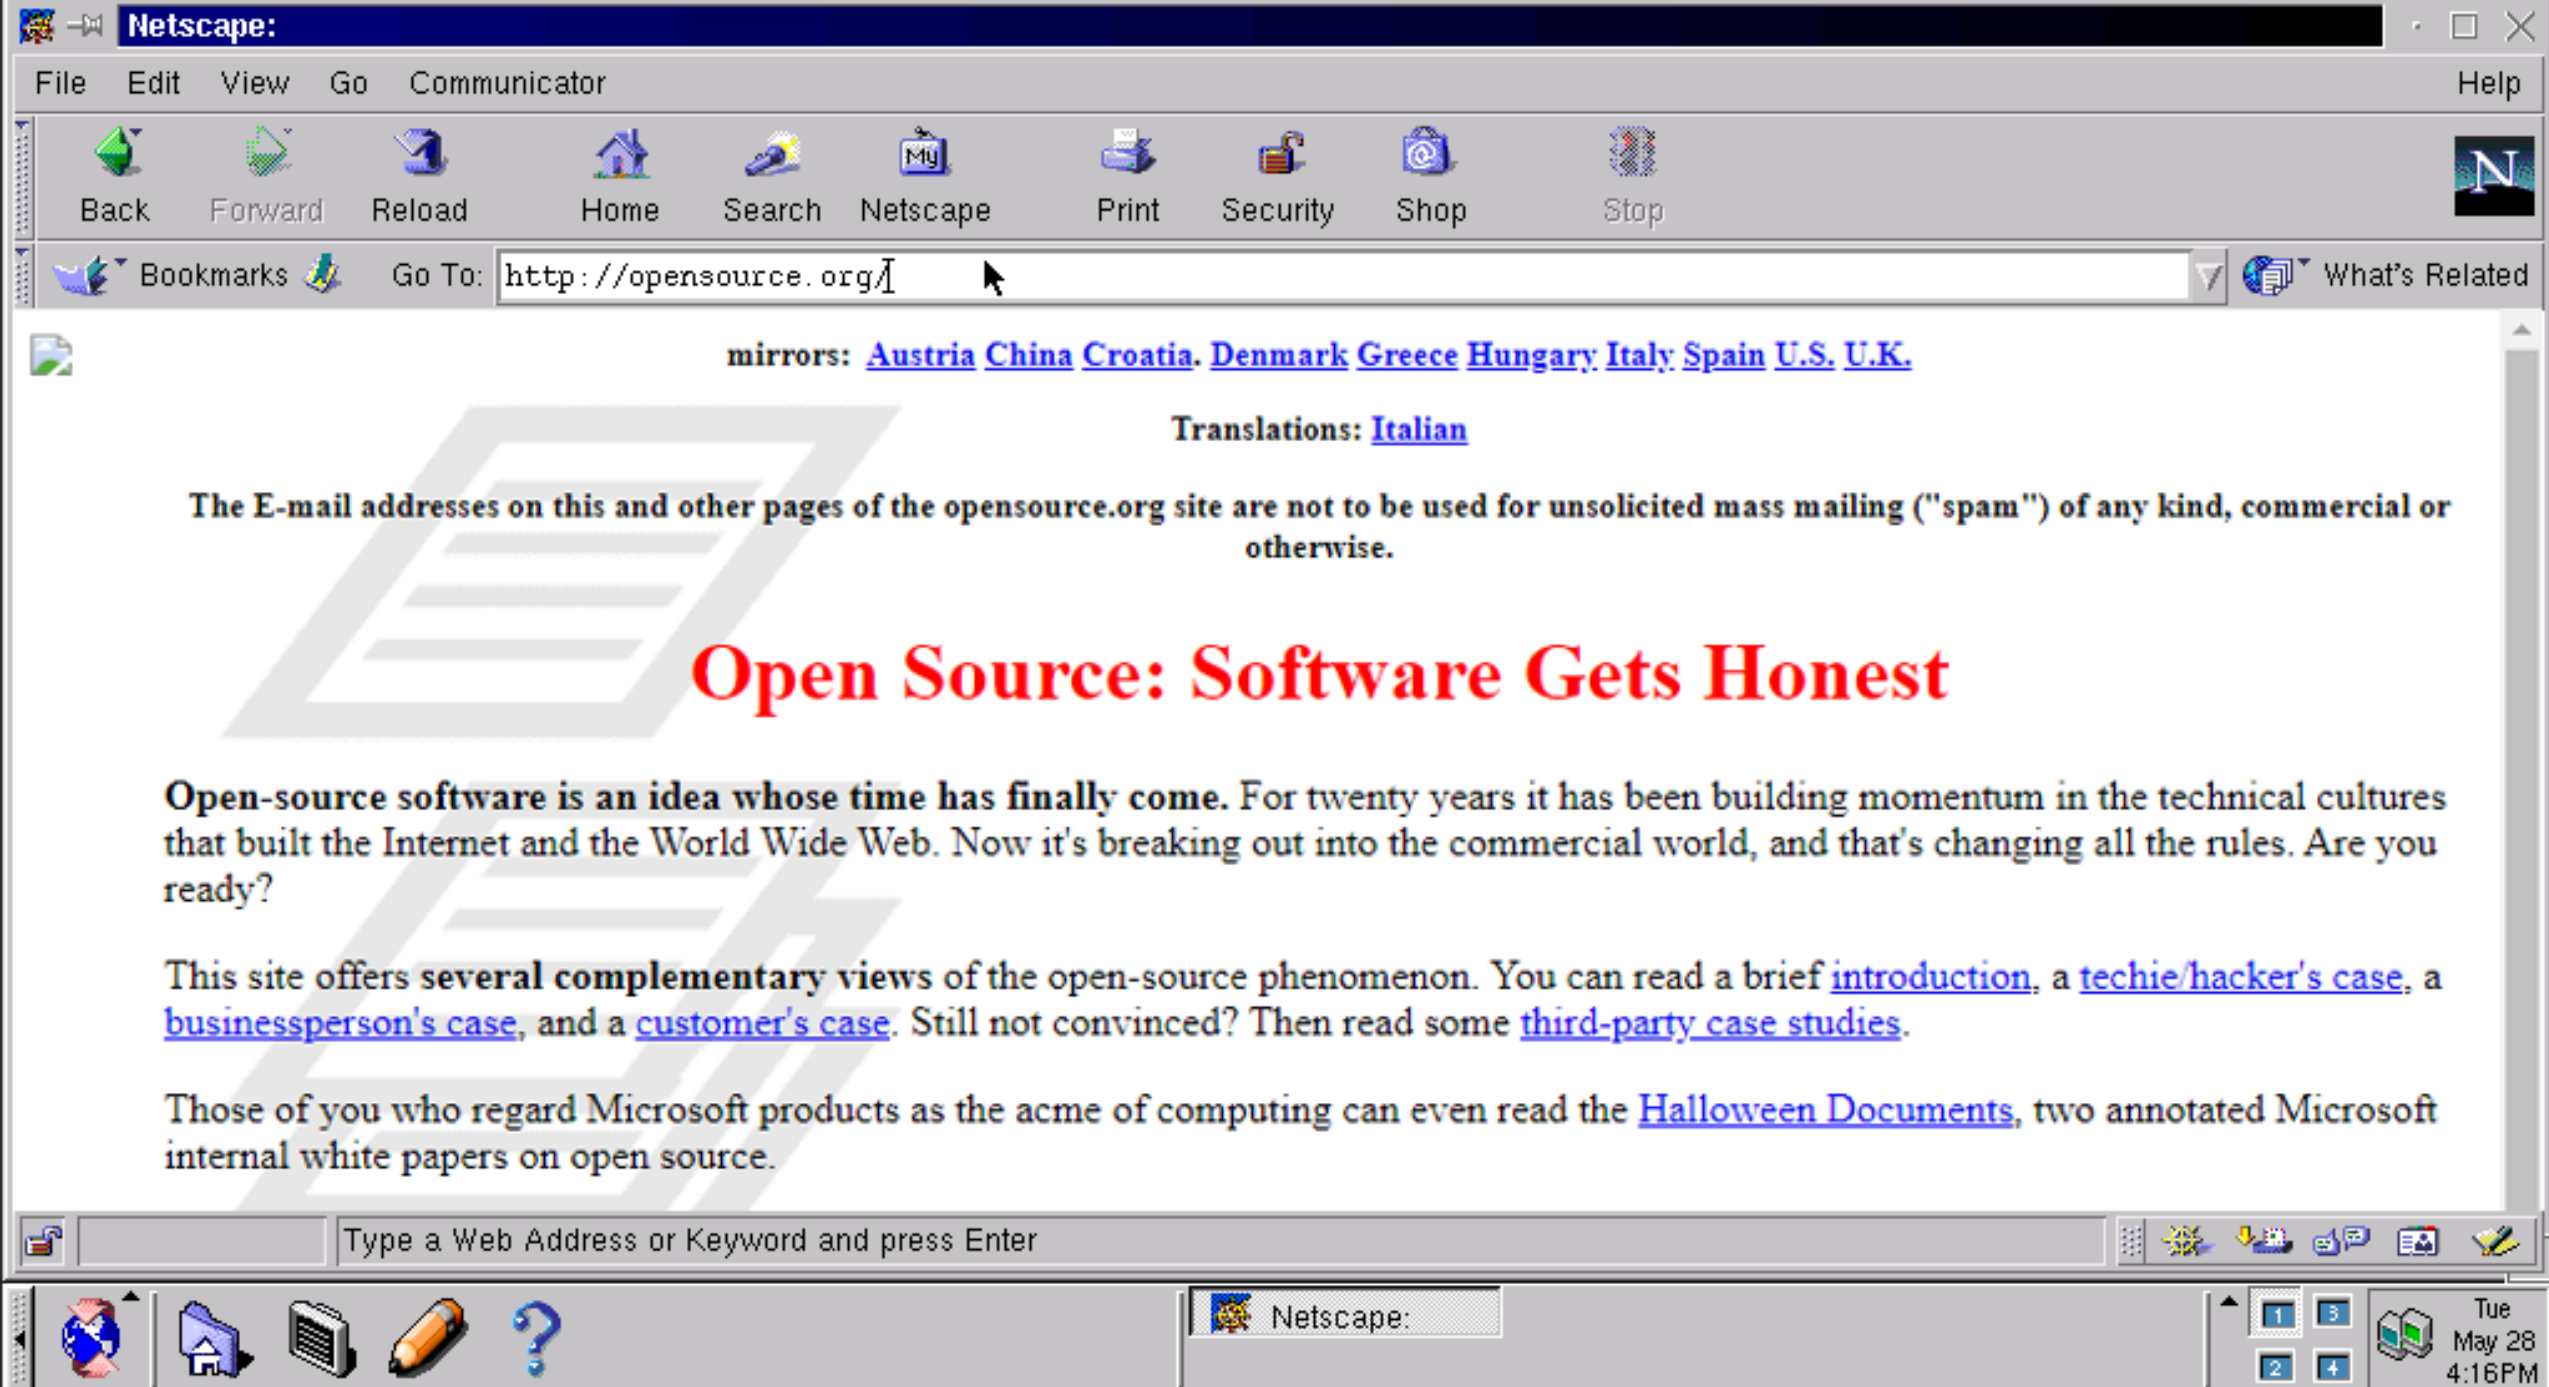 Netscape:
File Edit View Go Communicator Help
My
N
Back Forward Reload Home Search Netscape Print Security Shop Stop
Bookmarks Go To: http://opensource.org/ What's Related
mirrors: Austria China Croatia. Denmark Greece Hungary Italy Spain U.S. U.K.
Translations: Italian
The E-mail addresses on this and other pages of the opensource.org site are not to be used for unsolicited mass mailing ("spam") of any kind, commercial or
otherwise.
Open Source: Software Gets Honest
Open-source software is an idea whose time has finally come. For twenty years it has been building momentum in the technical cultures
that built the Internet and the World Wide Web. Now it's breaking out into the commercial world, and that's changing all the rules. Are you
ready?
This site offers several complementary views of the open-source phenomenon. You can read a brief introduction, a techie/hacker's case, a
businessperson's case, and a customer's case. Still not convinced? Then read some third-party case studies.
Those of you who regard Microsoft products as the acme of computing can even read the Halloween Documents, two annotated Microsoft
internal white papers on open source.
Type a Web Address or Keyword and press Enter
Netscape:
1 3
2 4
Tue
May 28
4:16PM